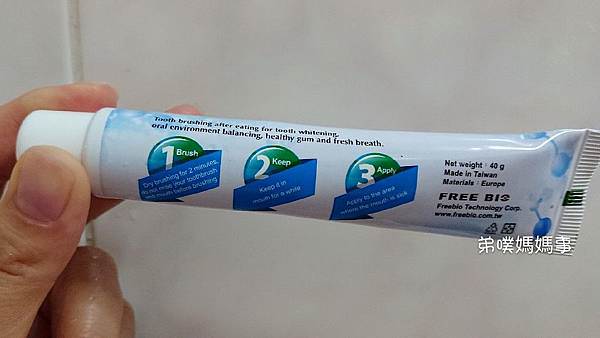 Tooth brushing after eating for tooth whitening,
oral environment balancing, healthy gum and fresh breath.
1 Brush
Dry brushing for 2 minutes,
do not rinse your toothbrush
and mouth before brushing
2 Keep
Keep it in
mouth for a while
3 Apply
Apply to the area
where the mouth is sick
Net weight : 40 g
Made in Taiwan
Materials : Europe
FREE BIO
Freebio Technology Corp.
www.freebio.com.tw
弟噗媽媽事